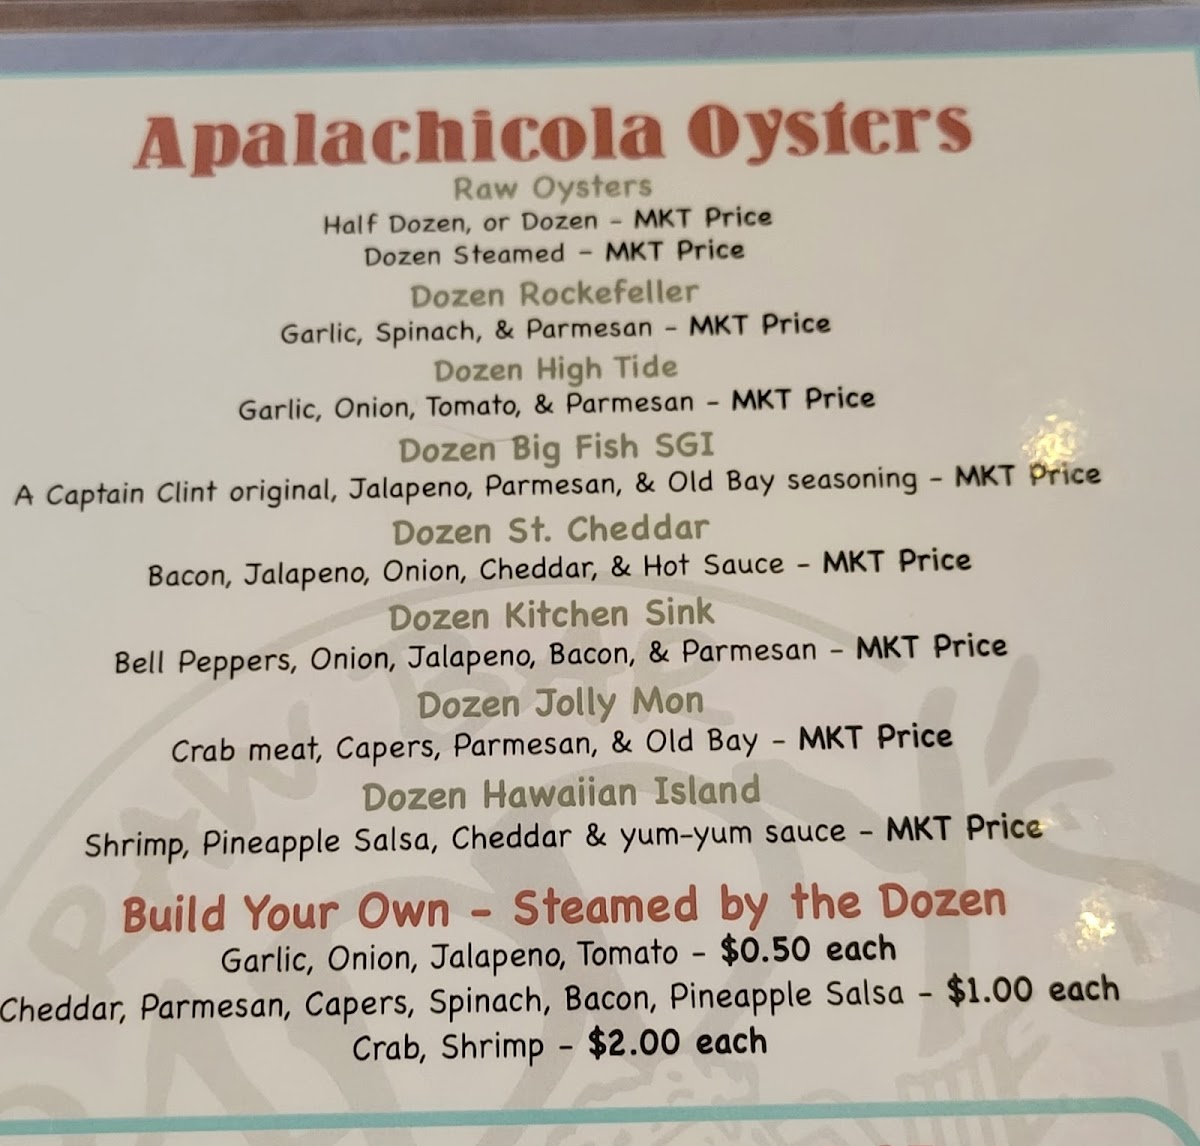 Apalachicola Oysters
Raw Oysters
Half Dozen, or Dozen - MKT Price
Dozen Steamed - MKT Price
Dozen Rockefeller
Garlic, Spinach, & Parmesan - MKT Price
Dozen High Tide
Garlic, Onion, Tomato, & Parmesan - MKT Price
Dozen Big Fish SGI
A Captain Clint original, Jalapeno, Parmesan, & Old Bay seasoning - MKT Price
Dozen St. Cheddar
Bacon, Jalapeno, Onion, Cheddar, & Hot Sauce - MKT Price
Dozen Kitchen Sink
Bell Peppers, Onion, Jalapeno, Bacon, & Parmesan - MKT Price
RAW BAR
Dozen Jolly Mon
Crab meat, Capers, Parmesan, & Old Bay - MKT Price
Dozen Hawaiian Island
Shrimp, Pineapple Salsa, Cheddar & yum-yum sauce - MKT Price
Build Your Own - Steamed by the Dozen
Garlic, Onion, Jalapeno, Tomato - $0.50 each
Cheddar, Parmesan, Capers, Spinach, Bacon, Pineapple Salsa - $1.00 each
Crab, Shrimp - $2.00 each